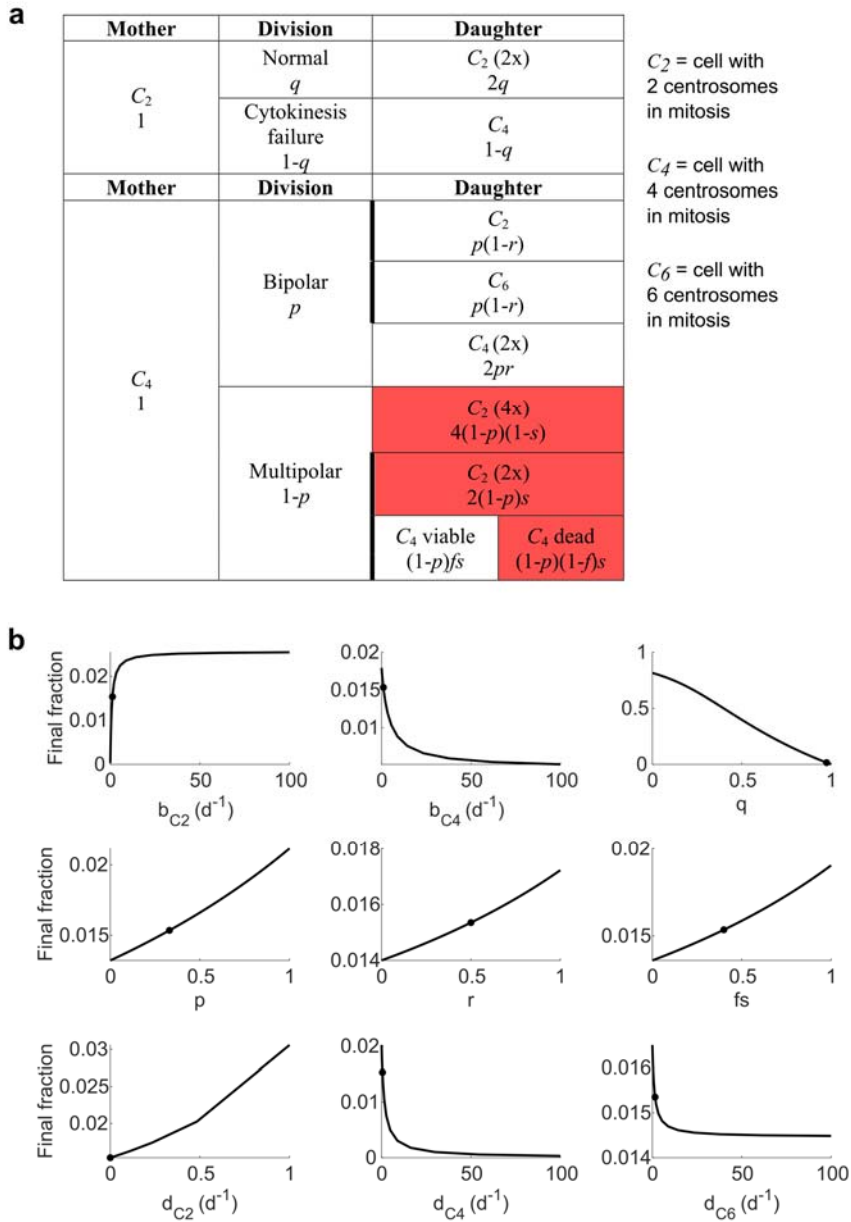 a
Mother Division Daughter
C2
1
Normal
q
C2 (2x)
2q
Cytokinesis
failure
1-q
C4
1-q
Mother Division Daughter
C4
1
Bipolar
p
C2
p(1-r)
C6
p(1-r)
C4 (2x)
2pr
Multipolar
1-p
C2 (4x)
4(1-p)(1-s)
C2 (2x)
2(1-p)s
C4 viable
(1-p)fs
C4 dead
(1-p)(1-f)s
C2 = cell with
2 centrosomes
in mitosis
C4 = cell with
4 centrosomes
in mitosis
C6 = cell with
6 centrosomes
in mitosis
b
Final fraction
0.02
0.01
0
0 50 100
bC2 (d-1)
0.02
0.015
0.01
0 50 100
bC4 (d-1)
1
0.5
0
0 0.5 1
q
Final fraction
0.02
0.015
0 0.5 1
p
0.018
0.016
0.014
0 0.5 1
r
0.02
0.015
0 0.5 1
fs
Final fraction
0.03
0.025
0.02
0 0.5 1
dC2 (d-1)
0.02
0.01
0
0 50 100
dC4 (d-1)
0.016
0.015
0.014
0 50 100
dC6 (d-1)